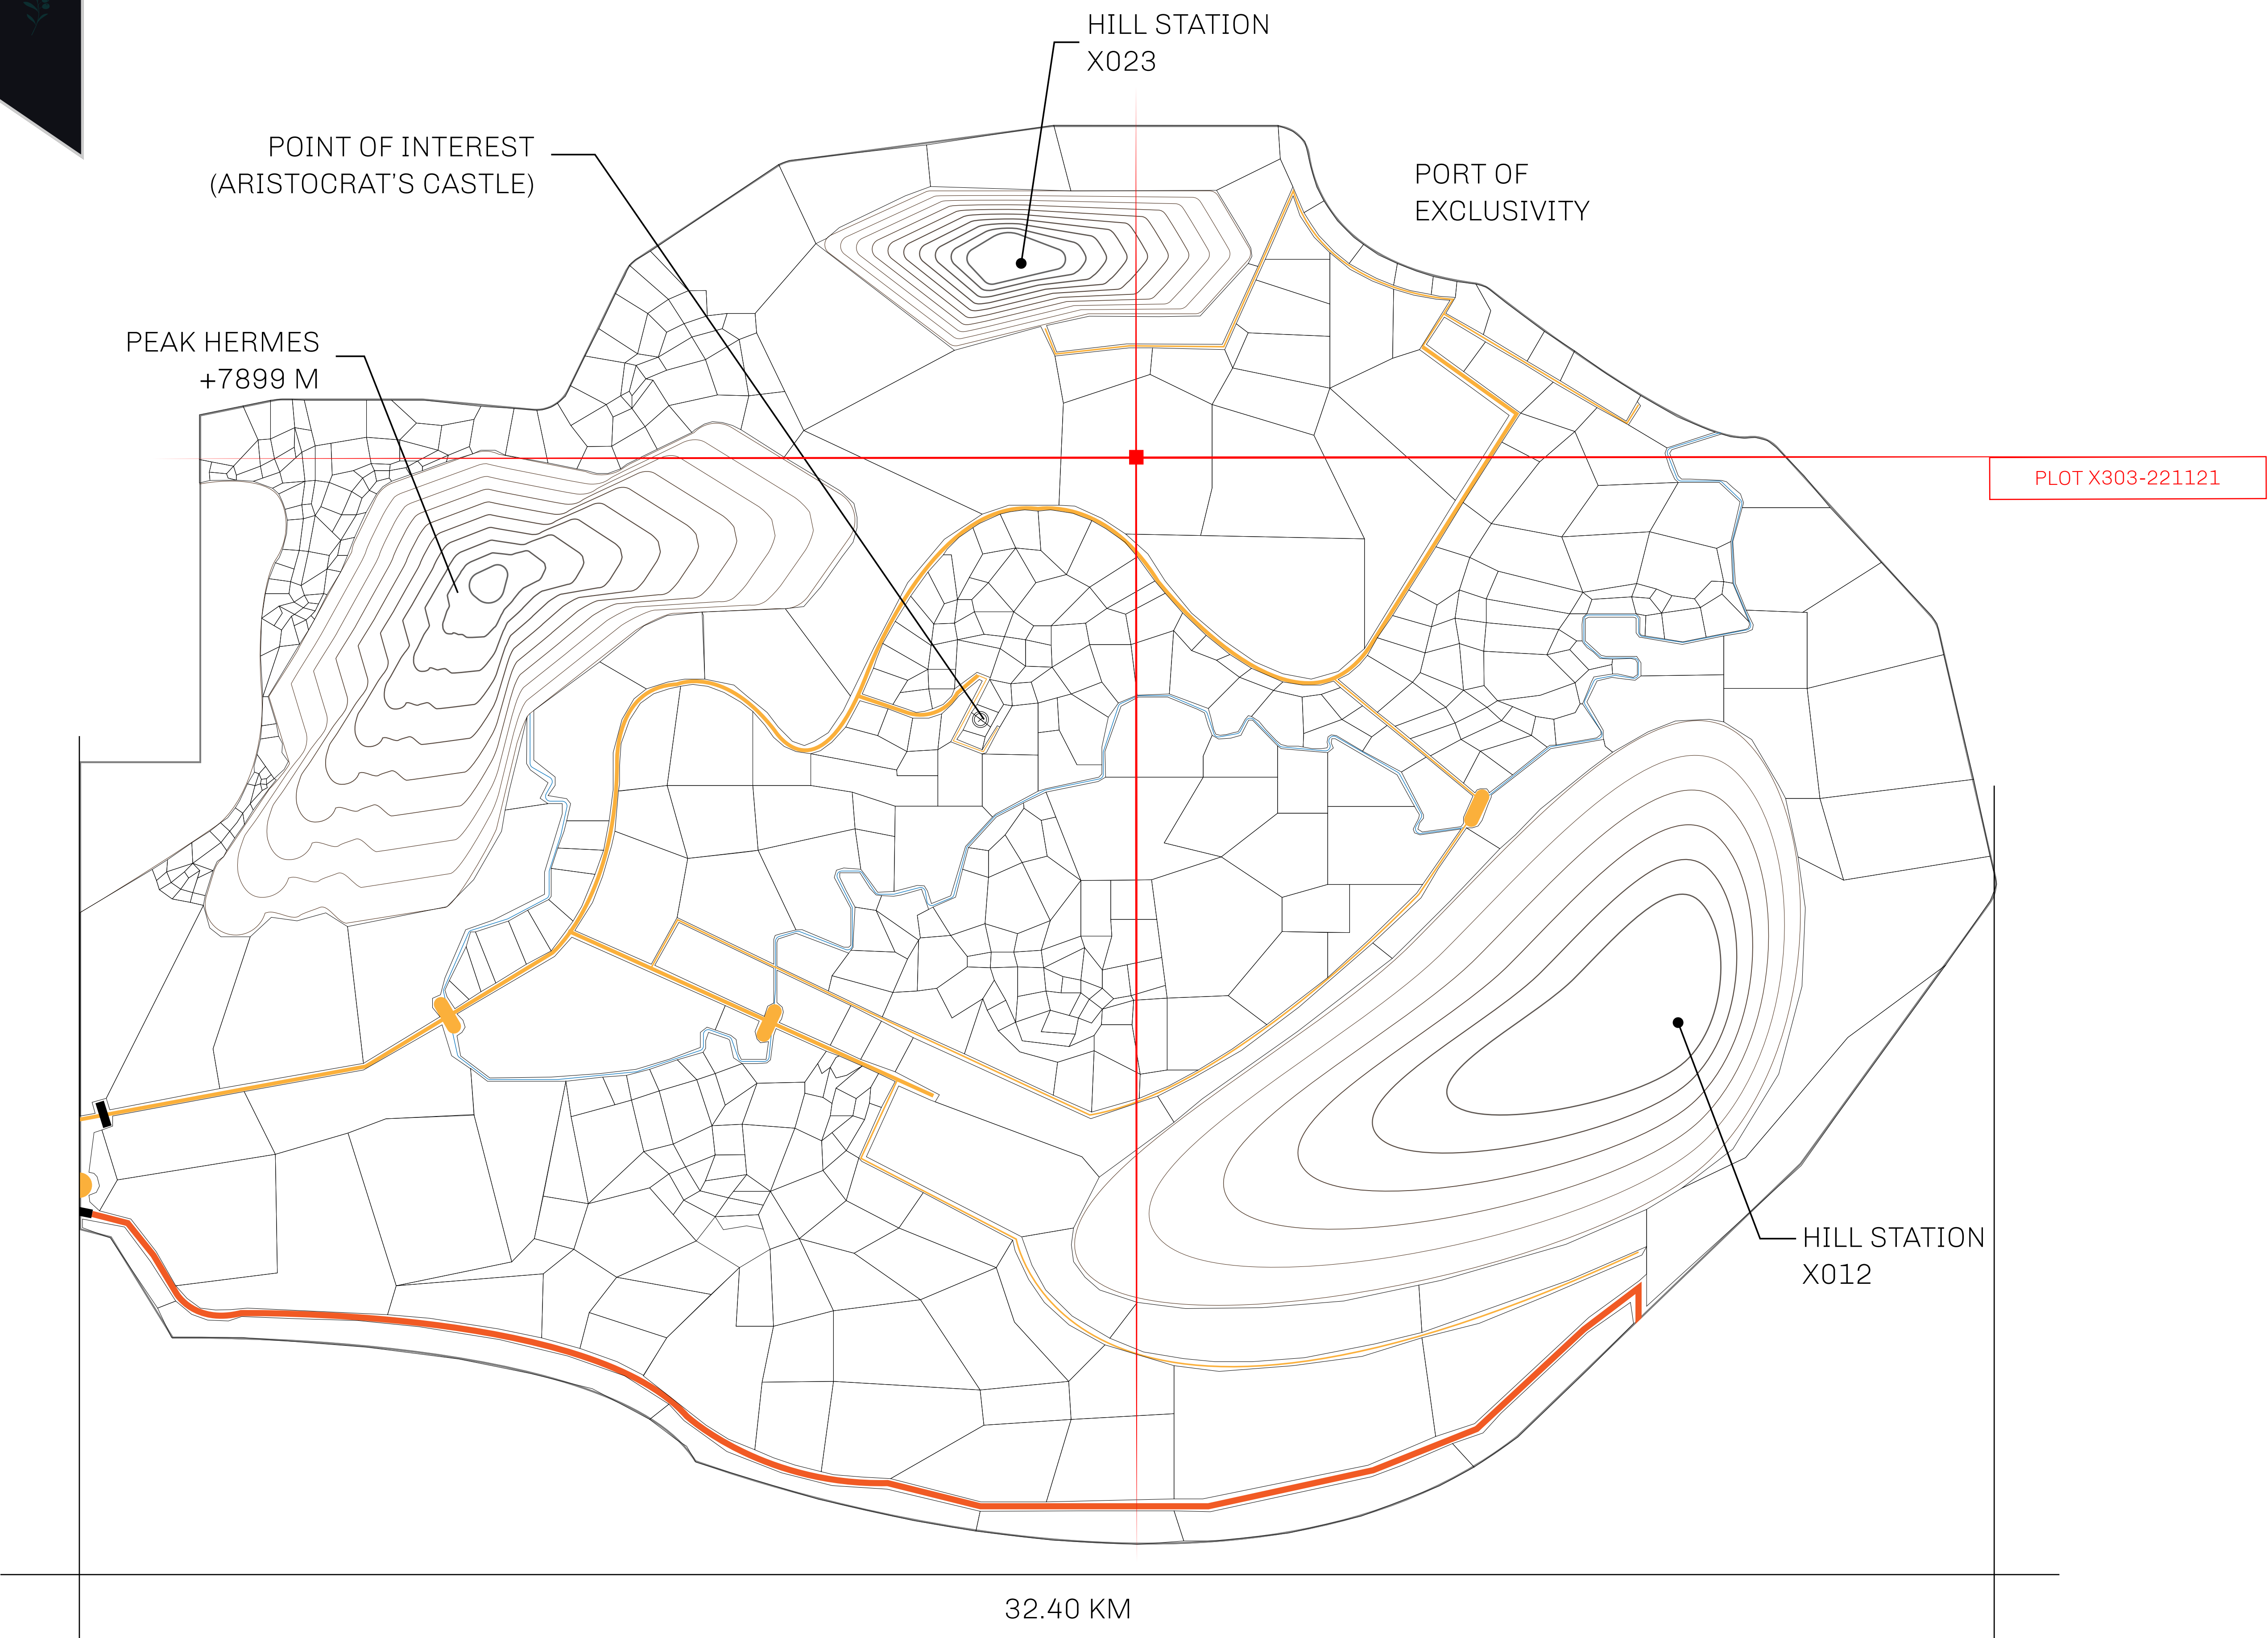 HILL STATION
X023
POINT OF INTEREST
(ARISTOCRAT'S CASTLE)
PORT OF
EXCLUSIVITY
PEAK HERMES
+7899 M
PLOT X303-221121
HILL STATION
X012
32.40 KM